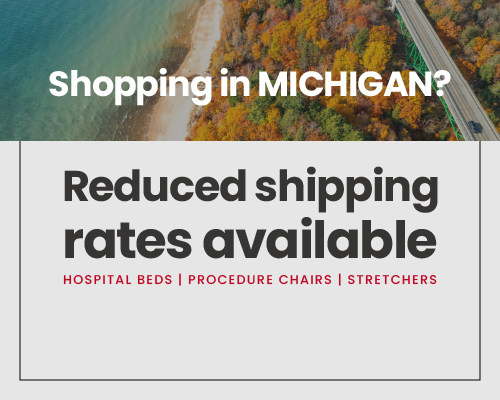 Shopping in MICHIGAN?
Reduced shipping
rates available
HOSPITAL BEDS | PROCEDURE CHAIRS | STRETCHERS